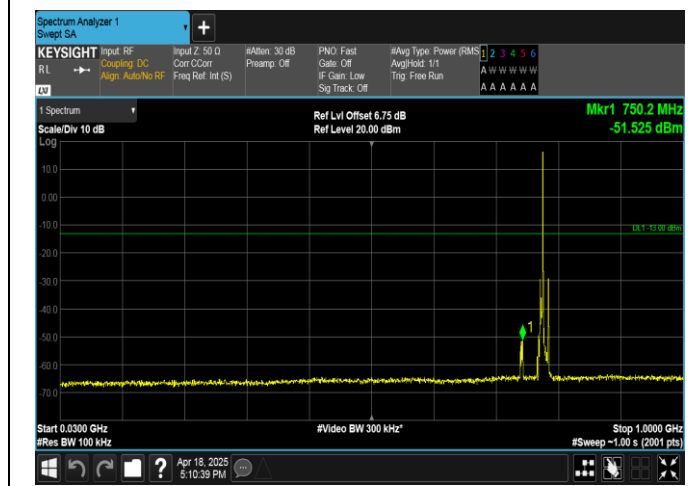 Spectrum Analyzer 1
Swept SA
KEYSIGHT
RL
LXI
Input: RF
Coupling: DC
Align: Auto/No RF
Input Z: 50 Ω
Corr CCorr
Freq Ref: Int (S)
#Atten: 30 dB
Preamp: Off
PNO: Fast
Gate: Off
IF Gain: Low
Sig Track: Off
#Avg Type: Power (RMS
Avg|Hold: 1/1
Trig: Free Run
1 2 3 4 5 6
A W W W W W
A A A A A A
1 Spectrum
Scale/Div 10 dB
Ref Lvl Offset 6.75 dB
Ref Level 20.00 dBm
Mkr1 750.2 MHz
-51.525 dBm
Log
10.0
0.00
-10.0
DL1 -13.00 dBm
-20.0
-30.0
-40.0
1
-50.0
-60.0
-70.0
Start 0.0300 GHz
#Res BW 100 kHz
#Video BW 300 kHz*
Stop 1.0000 GHz
#Sweep ~1.00 s (2001 pts)
?
Apr 18, 2025
5:10:39 PM